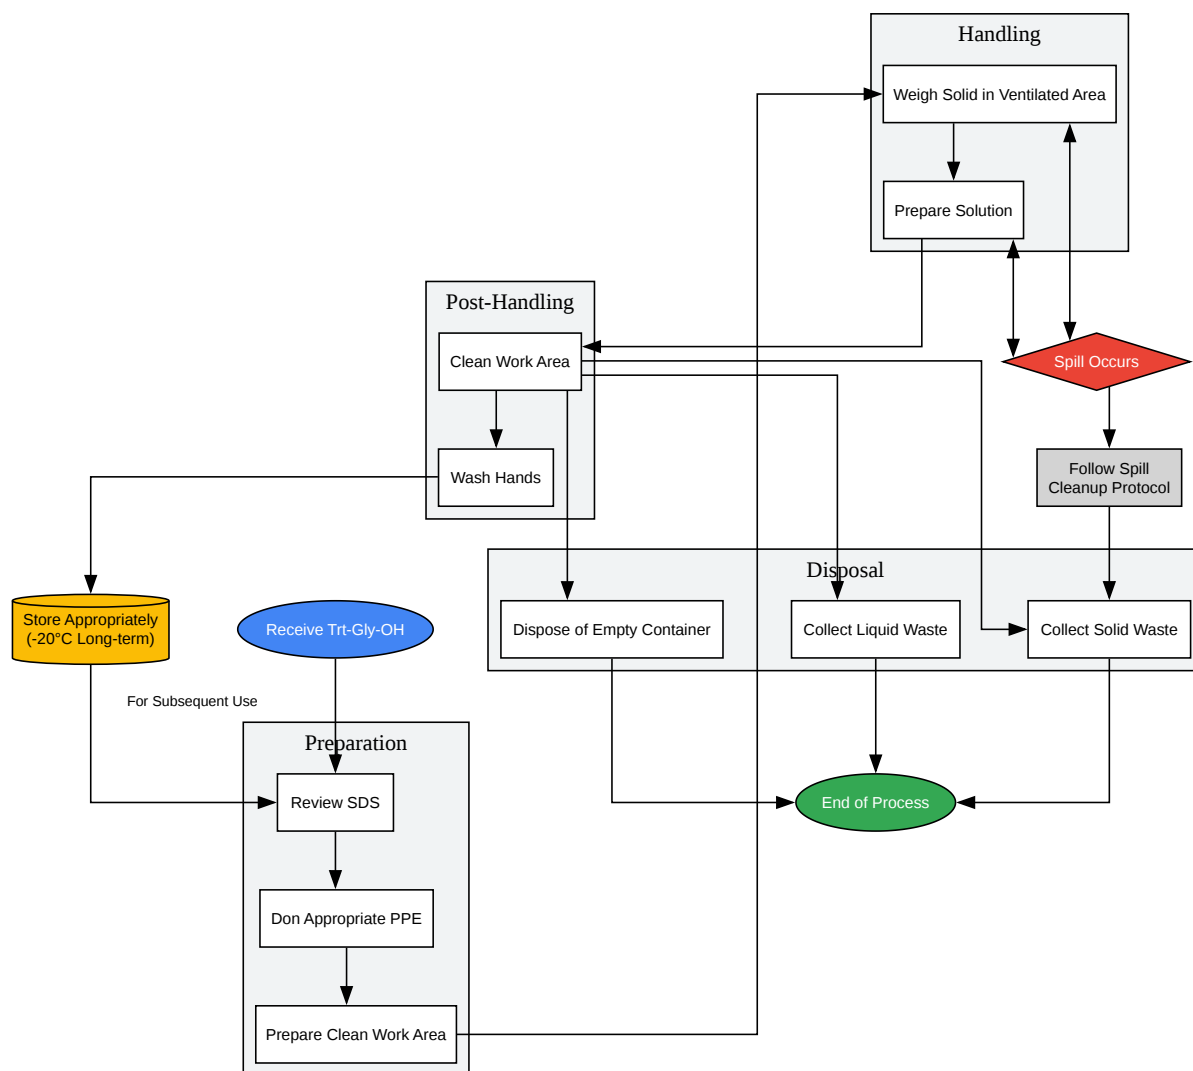 Handling
Weigh Solid in Ventilated Area
Prepare Solution
Post-Handling
Clean Work Area
Spill Occurs
Wash Hands
Follow Spill
Cleanup Protocol
Disposal
Store Appropriately
(-20°C Long-term)
Receive Trt-Gly-OH
Dispose of Empty Container
Collect Liquid Waste
Collect Solid Waste
For Subsequent Use
Preparation
Review SDS
End of Process
Don Appropriate PPE
Prepare Clean Work Area